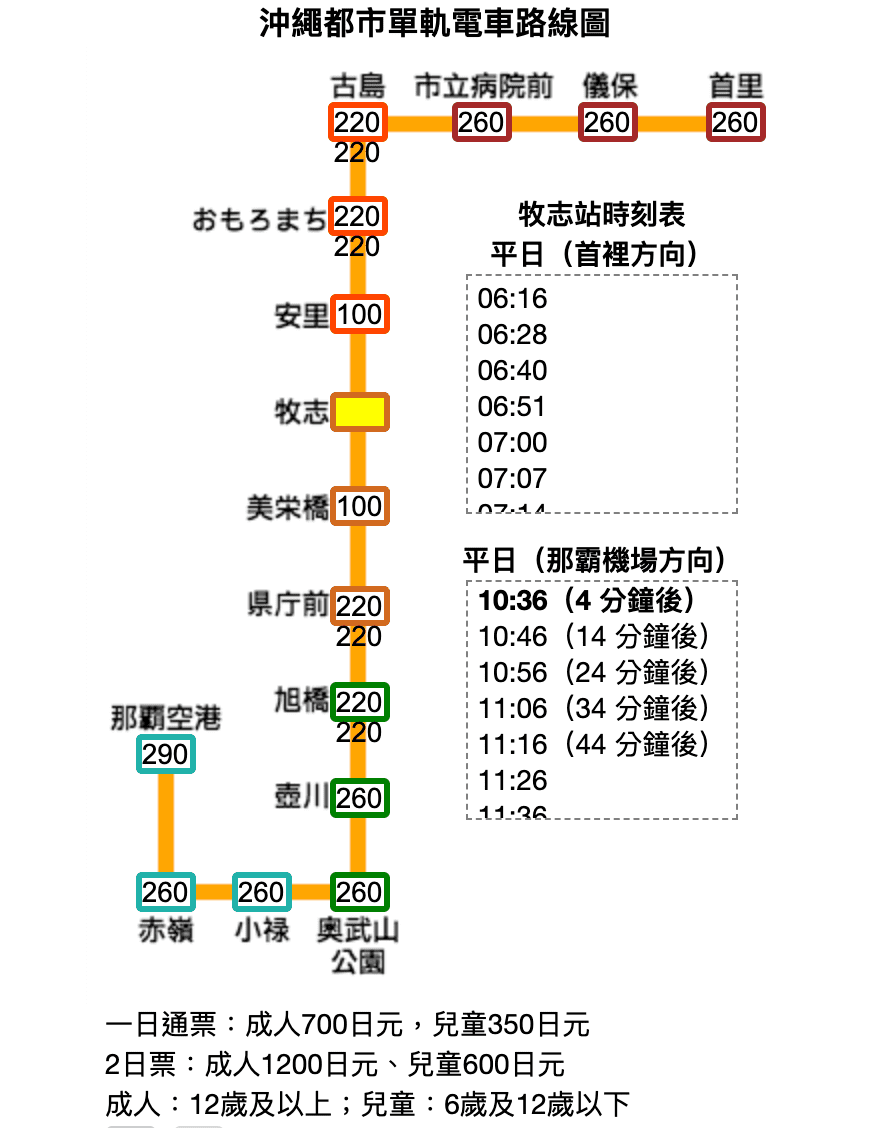 沖繩都市單軌電車路線圖
古島 市立病院前 儀保 首里
220 260 260 260
220
おもろまち 220
220
安里 100
牧志
美栄橋 100
県庁前 220
220
旭橋 220
220
那覇空港
290
壺川 260
260 260 260
赤嶺 小禄 奧武山
公園
牧志站時刻表
平日（首裡方向）
06:16
06:28
06:40
06:51
07:00
07:07
07:14
平日（那霸機場方向）
10:36（4 分鐘後）
10:46（14 分鐘後）
10:56（24 分鐘後）
11:06（34 分鐘後）
11:16（44 分鐘後）
11:26
11:36
一日通票：成人700日元，兒童350日元
2日票：成人1200日元、兒童600日元
成人：12歲及以上；兒童：6歲及12歲以下